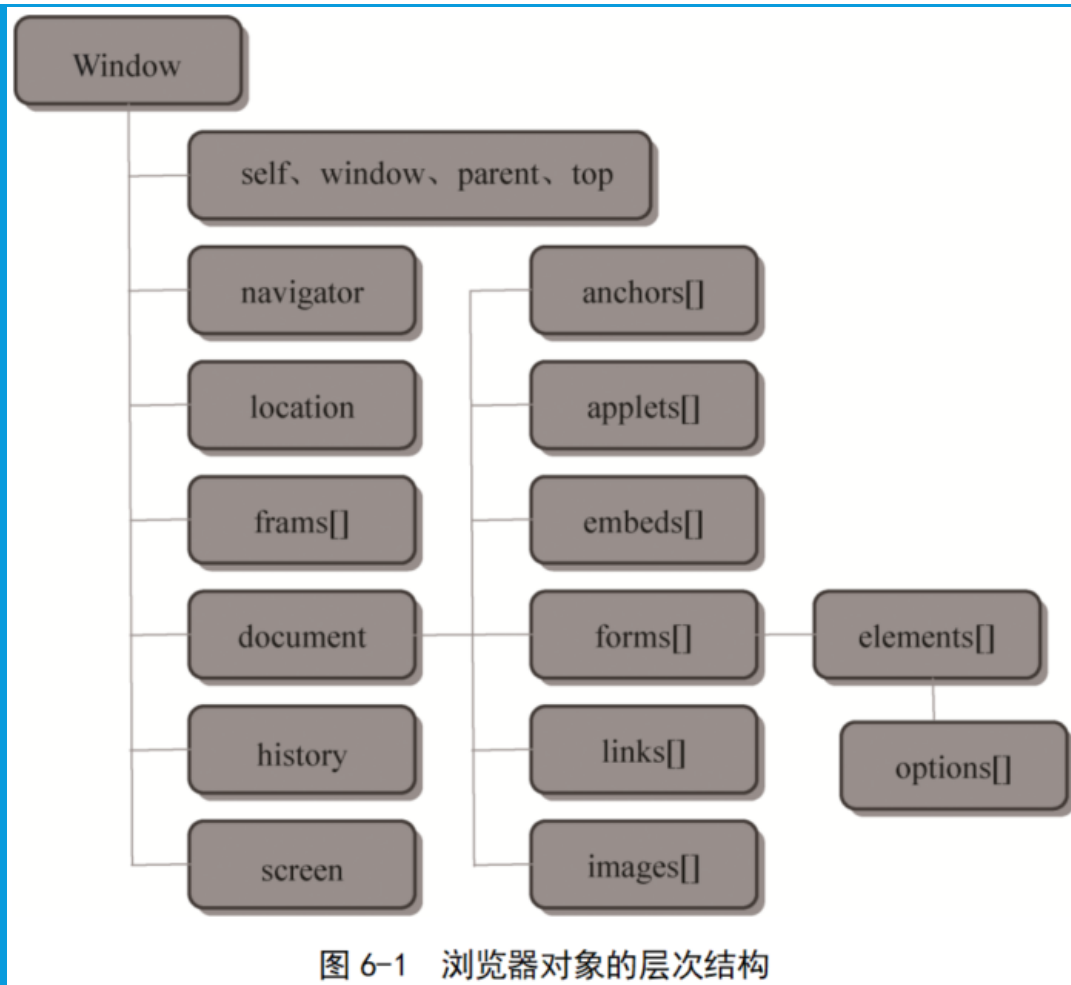 Window
self、window、parent、top
navigator
anchors[]
location
applets[]
frams[]
embeds[]
document
forms[]
elements[]
history
links[]
options[]
screen
images[]
图 6-1 浏览器对象的层次结构